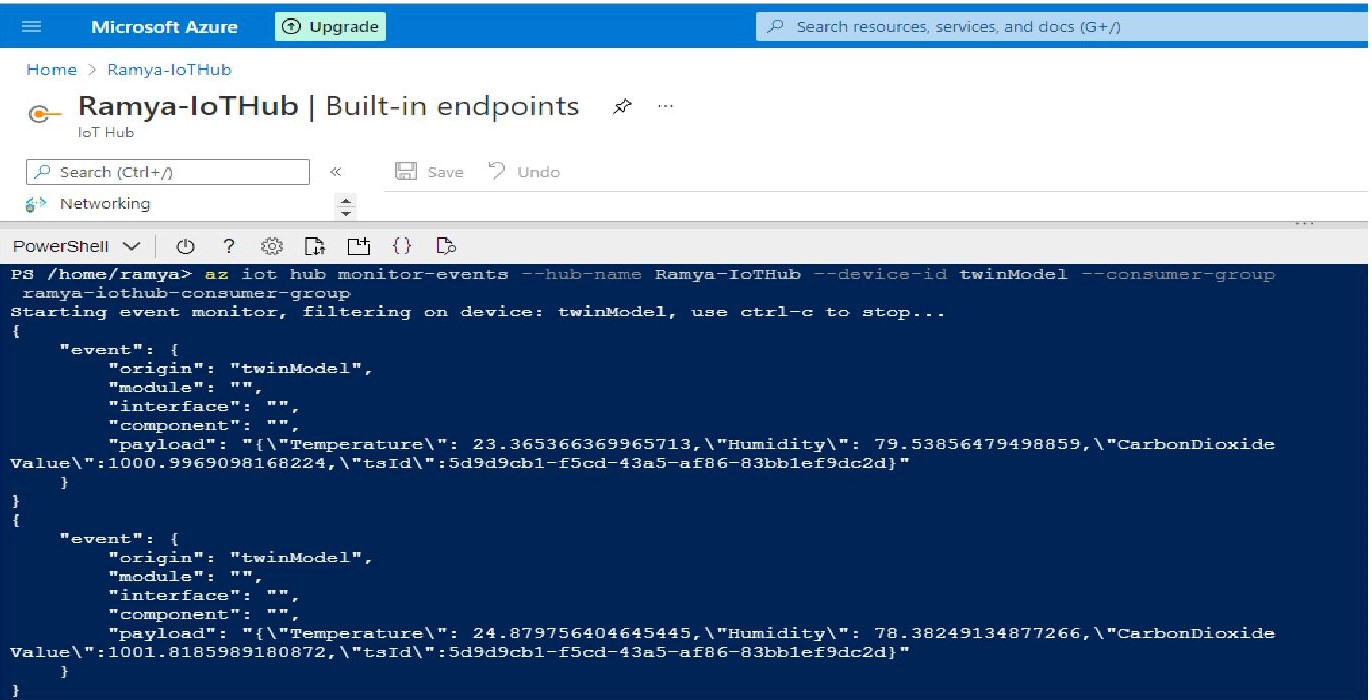 Microsoft Azure
Upgrade
Search resources, services, and docs (G+/)
Home > Ramya-IoTHub
Ramya-IoTHub | Built-in endpoints
...
IoT Hub
Search (Ctrl+/)
«
Save
Undo
Networking
PowerShell
?
{}
PS /home/ramya> az iot hub monitor-events --hub-name Ramya-IoTHub --device-id twinModel --consumer-group
ramya-iothub-consumer-group
Starting event monitor, filtering on device: twinModel, use ctrl-c to stop...
{
    "event": {
        "origin": "twinModel",
        "module": "",
        "interface": "",
        "component": "",
        "payload": "{\"Temperature\": 23.365366369965713,\"Humidity\": 79.53856479498859,\"CarbonDioxide
Value\":1000.9969098168224,\"tsId\":5d9d9cb1-f5cd-43a5-af86-83bb1ef9dc2d}"
    }
}
{
    "event": {
        "origin": "twinModel",
        "module": "",
        "interface": "",
        "component": "",
        "payload": "{\"Temperature\": 24.879756404645445,\"Humidity\": 78.38249134877266,\"CarbonDioxide
Value\":1001.8185989180872,\"tsId\":5d9d9cb1-f5cd-43a5-af86-83bb1ef9dc2d}"
    }
}